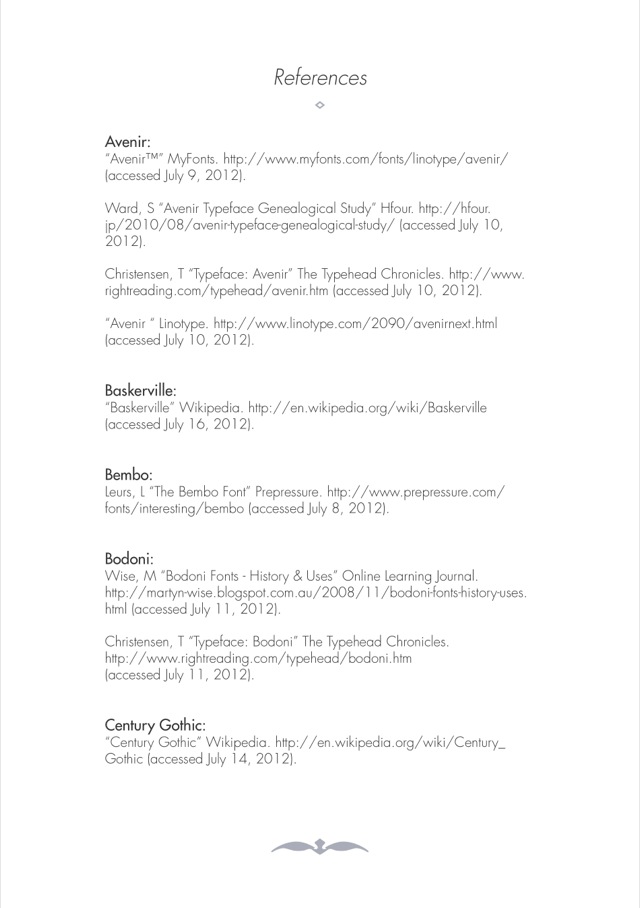 References
Avenir:
“Avenir™” MyFonts. http://www.myfonts.com/fonts/linotype/avenir/
(accessed July 9, 2012).
Ward, S “Avenir Typeface Genealogical Study” Hfour. http://hfour.
jp/2010/08/avenir-typeface-genealogical-study/ (accessed July 10,
2012).
Christensen, T “Typeface: Avenir” The Typehead Chronicles. http://www.
rightreading.com/typehead/avenir.htm (accessed July 10, 2012).
“Avenir “ Linotype. http://www.linotype.com/2090/avenirnext.html
(accessed July 10, 2012).
Baskerville:
“Baskerville” Wikipedia. http://en.wikipedia.org/wiki/Baskerville
(accessed July 16, 2012).
Bembo:
Leurs, L “The Bembo Font” Prepressure. http://www.prepressure.com/
fonts/interesting/bembo (accessed July 8, 2012).
Bodoni:
Wise, M “Bodoni Fonts - History & Uses” Online Learning Journal.
http://martyn-wise.blogspot.com.au/2008/11/bodoni-fonts-history-uses.
html (accessed July 11, 2012).
Christensen, T “Typeface: Bodoni” The Typehead Chronicles.
http://www.rightreading.com/typehead/bodoni.htm
(accessed July 11, 2012).
Century Gothic:
“Century Gothic” Wikipedia. http://en.wikipedia.org/wiki/Century_
Gothic (accessed July 14, 2012).